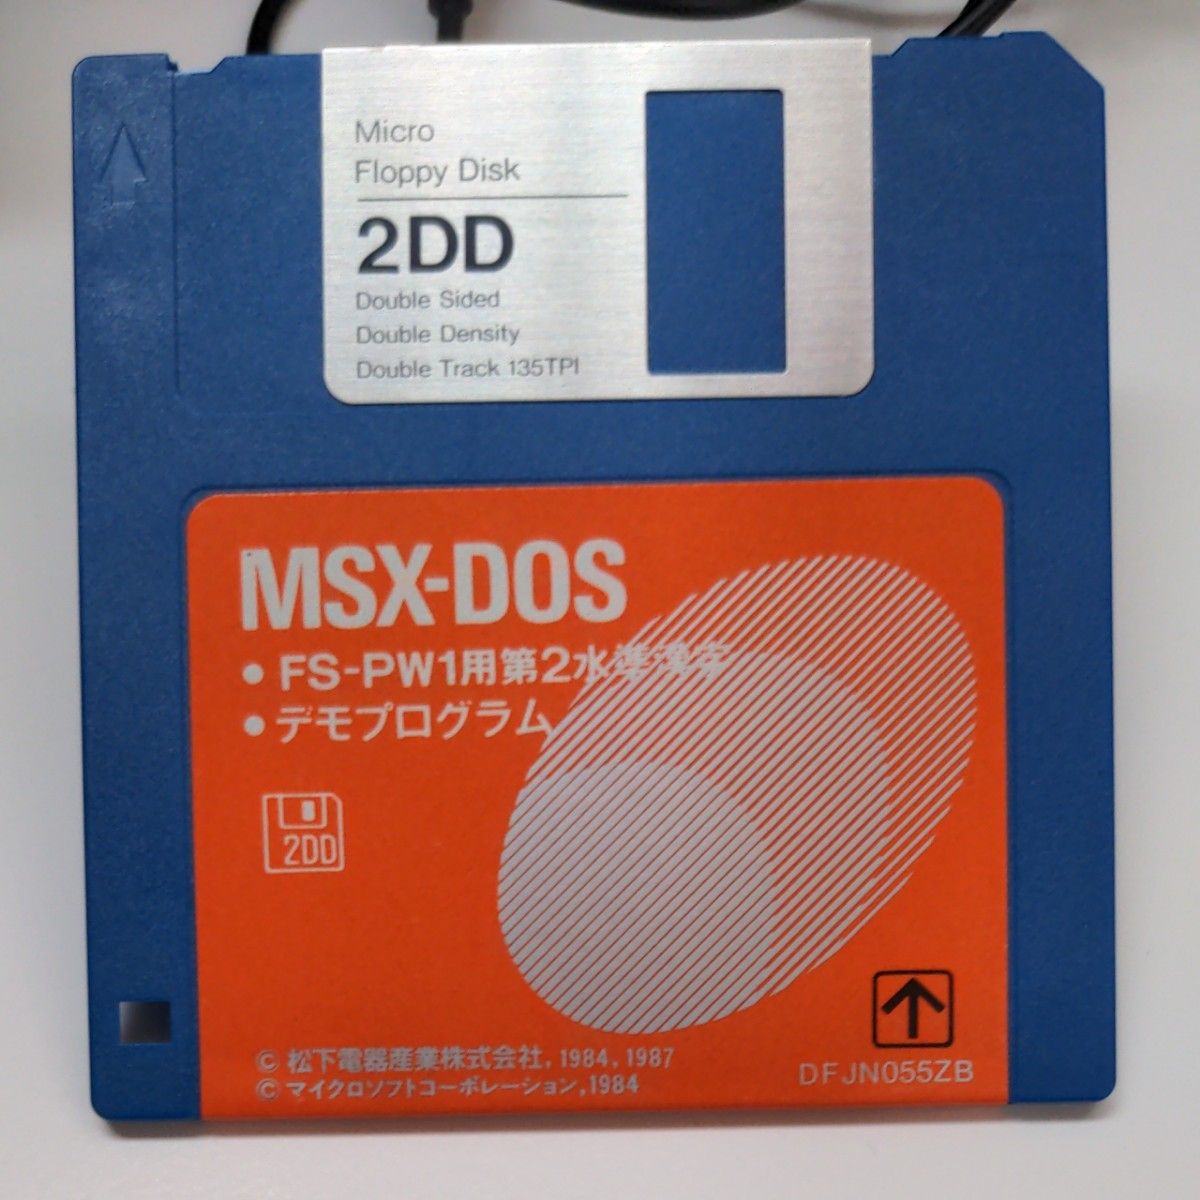 Micro
Floppy Disk
2DD
Double Sided
Double Density
Double Track 135TPI
MSX-DOS
• FS-PW1用第2水準漢字
• デモプログラム
2DD
© 松下電器産業株式会社, 1984, 1987
© マイクロソフトコーポレーション, 1984
DFJN055ZB